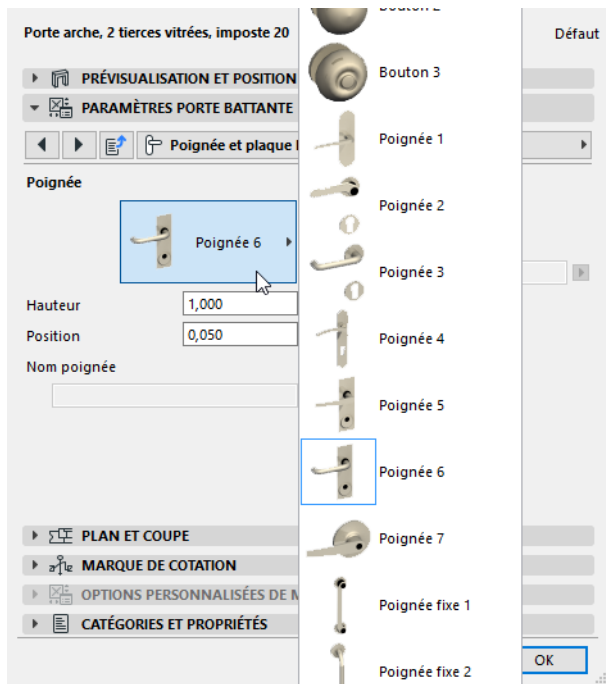 Porte arche, 2 tierces vitrées, imposte 20
Défaut
PRÉVISUALISATION ET POSITION
PARAMÈTRES PORTE BATTANTE
Poignée et plaque
Poignée
Poignée 6
Hauteur
1,000
Position
0,050
Nom poignée
PLAN ET COUPE
MARQUE DE COTATION
OPTIONS PERSONNALISÉES DE
CATÉGORIES ET PROPRIÉTÉS
Bouton 2
Bouton 3
Poignée 1
Poignée 2
Poignée 3
Poignée 4
Poignée 5
Poignée 6
Poignée 7
Poignée fixe 1
Poignée fixe 2
OK